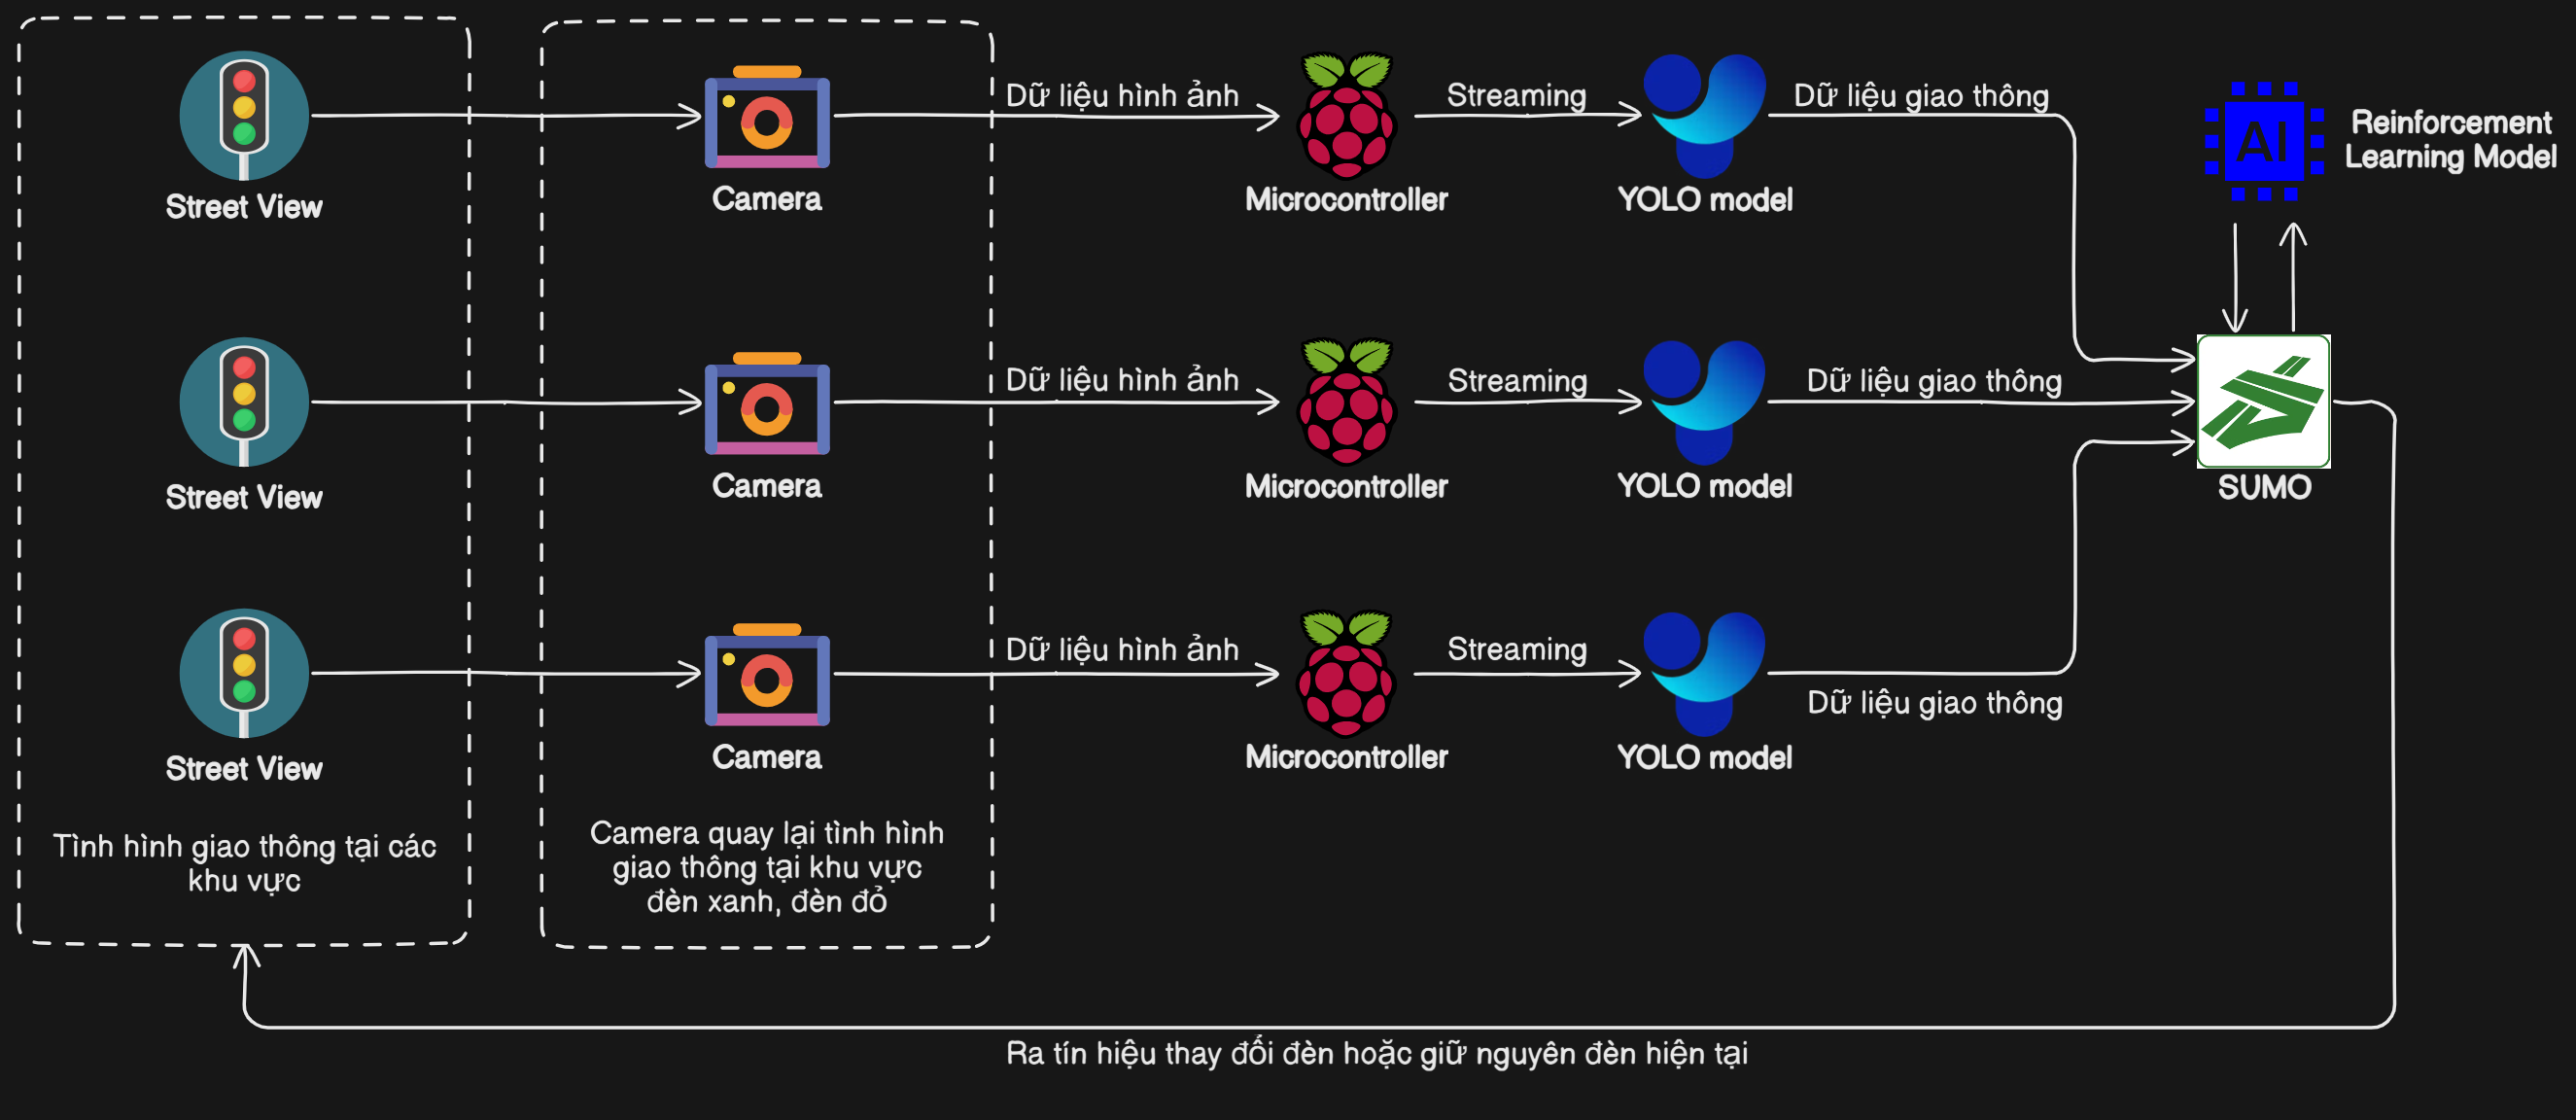 Street View
Camera
Dữ liệu hình ảnh
Microcontroller
Streaming
YOLO model
Dữ liệu giao thông
AI
Reinforcement
Learning Model
Street View
Camera
Dữ liệu hình ảnh
Microcontroller
Streaming
YOLO model
Dữ liệu giao thông
SUMO
Street View
Camera
Dữ liệu hình ảnh
Microcontroller
Streaming
YOLO model
Dữ liệu giao thông
Tình hình giao thông tại các
khu vực
Camera quay lại tình hình
giao thông tại khu vực
đèn xanh, đèn đỏ
Ra tín hiệu thay đổi đèn hoặc giữ nguyên đèn hiện tại